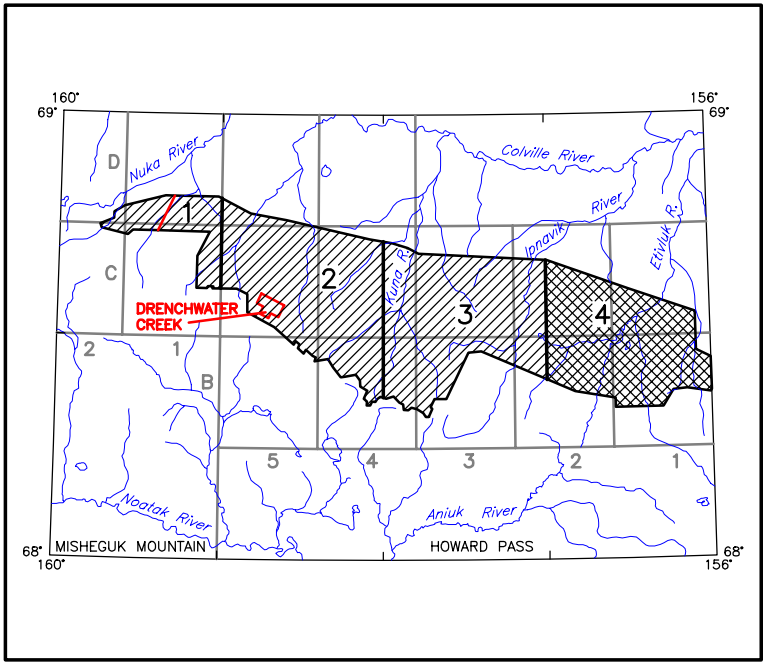 160°
156°
69°
69°
D
Nuka River
Colville River
1
River
Ipnavik
Etivluk R.
Kuna R.
C
2
DRENCHWATER
CREEK
3
4
2
1
B
5
4
3
2
1
Noatak River
Aniuk River
68°
MISHEGUK MOUNTAIN
HOWARD PASS
68°
160°
156°